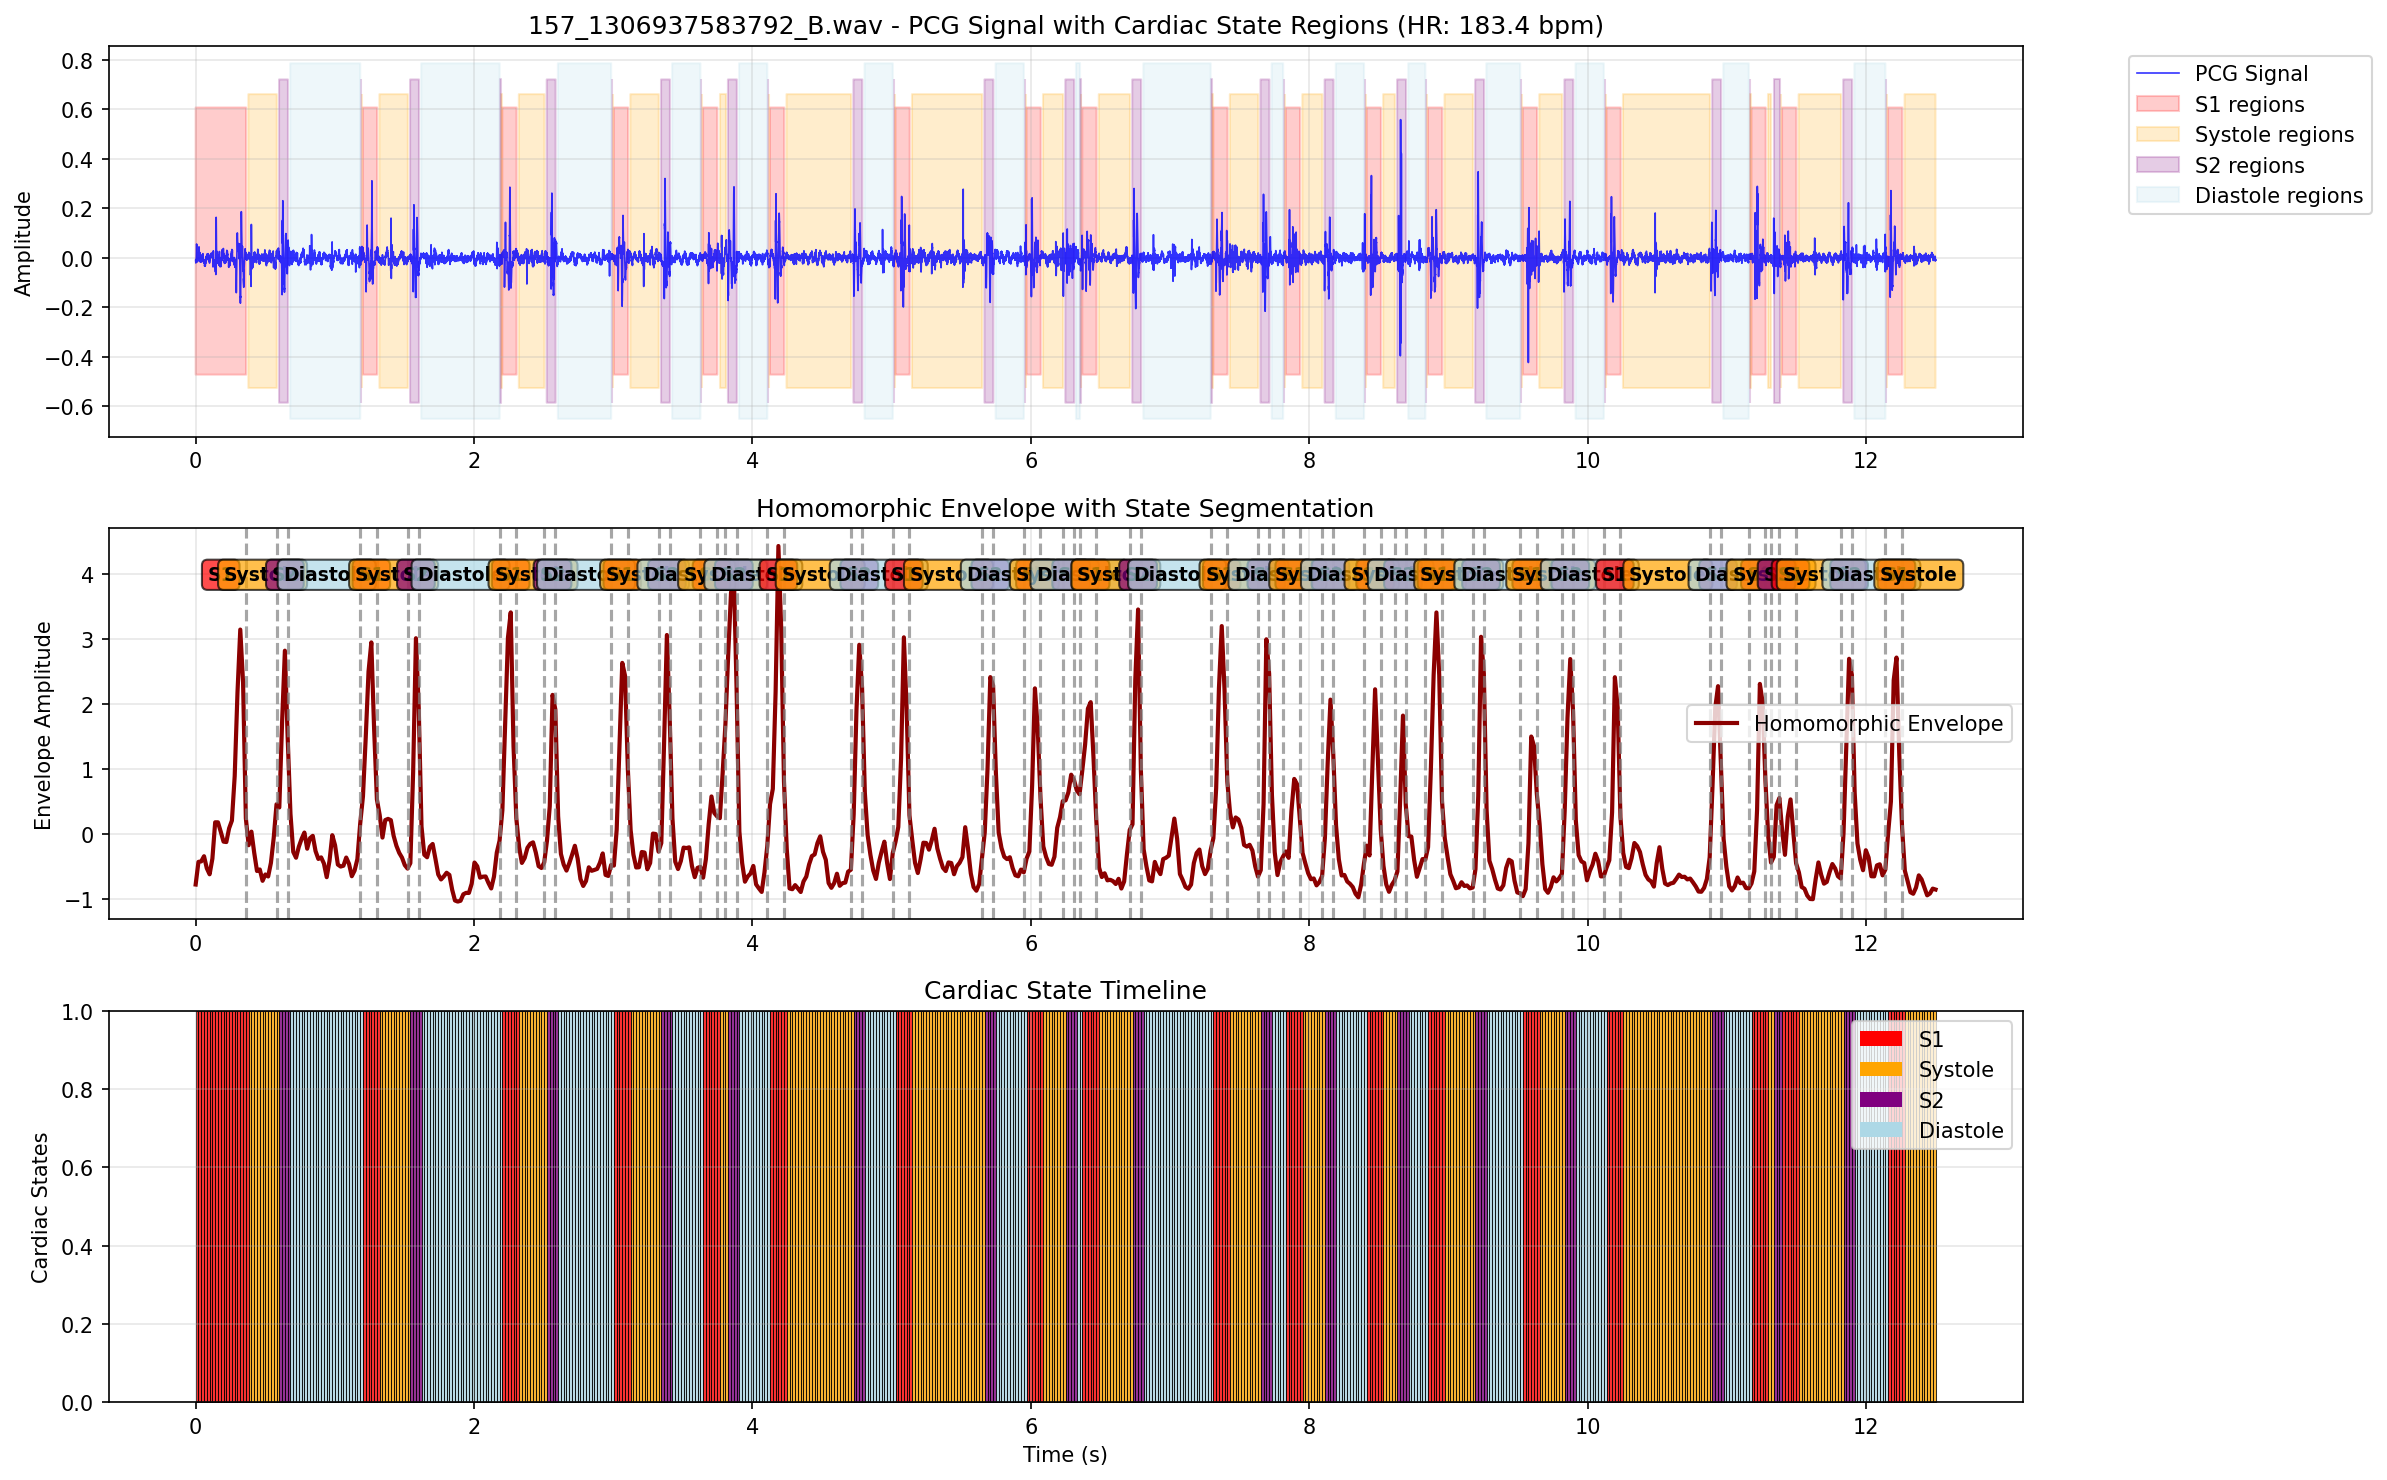 157_1306937583792_B.wav - PCG Signal with Cardiac State Regions (HR: 183.4 bpm)
Amplitude
0.8
0.6
0.4
0.2
0.0
−0.2
−0.4
−0.6
0 2 4 6 8 10 12
PCG Signal
S1 regions
Systole regions
S2 regions
Diastole regions
Homomorphic Envelope with State Segmentation
Envelope Amplitude
4
3
2
1
0
−1
Systole
Homomorphic Envelope
0 2 4 6 8 10 12
Cardiac State Timeline
Cardiac States
1.0
0.8
0.6
0.4
0.2
0.0
S1
Systole
S2
Diastole
0 2 4 6 8 10 12
Time (s)